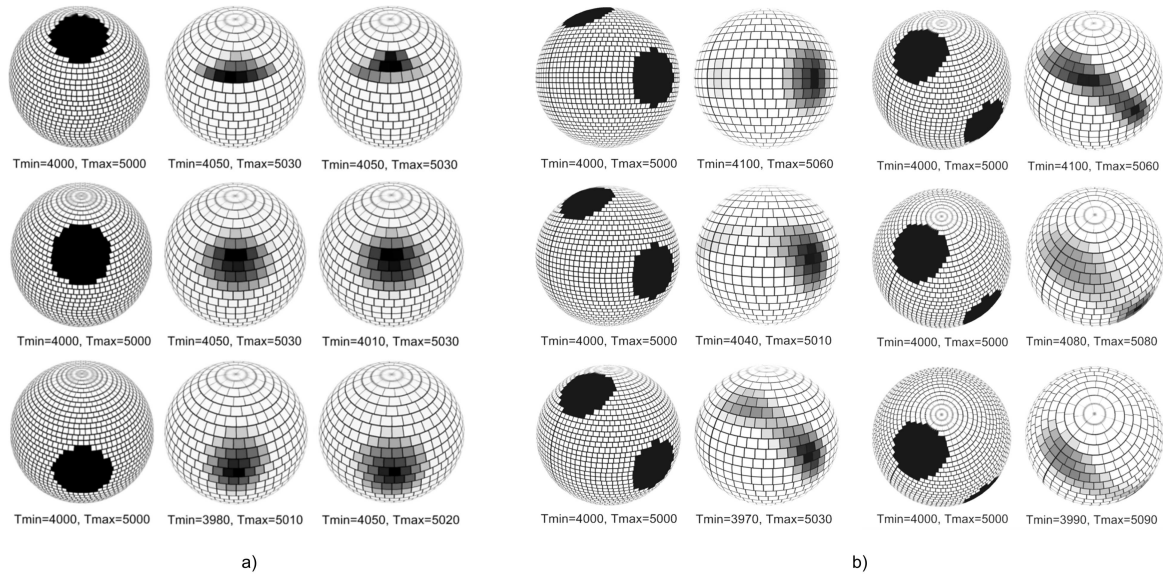 Tmin=4000, Tmax=5000 Tmin=4050, Tmax=5030 Tmin=4050, Tmax=5030 Tmin=4000, Tmax=5000 Tmin=4100, Tmax=5060 Tmin=4000, Tmax=5000 Tmin=4100, Tmax=5060
Tmin=4000, Tmax=5000 Tmin=4050, Tmax=5030 Tmin=4010, Tmax=5030 Tmin=4000, Tmax=5000 Tmin=4040, Tmax=5010 Tmin=4000, Tmax=5000 Tmin=4080, Tmax=5080
Tmin=4000, Tmax=5000 Tmin=3980, Tmax=5010 Tmin=4050, Tmax=5020 Tmin=4000, Tmax=5000 Tmin=3970, Tmax=5030 Tmin=4000, Tmax=5000 Tmin=3990, Tmax=5090
a) b)